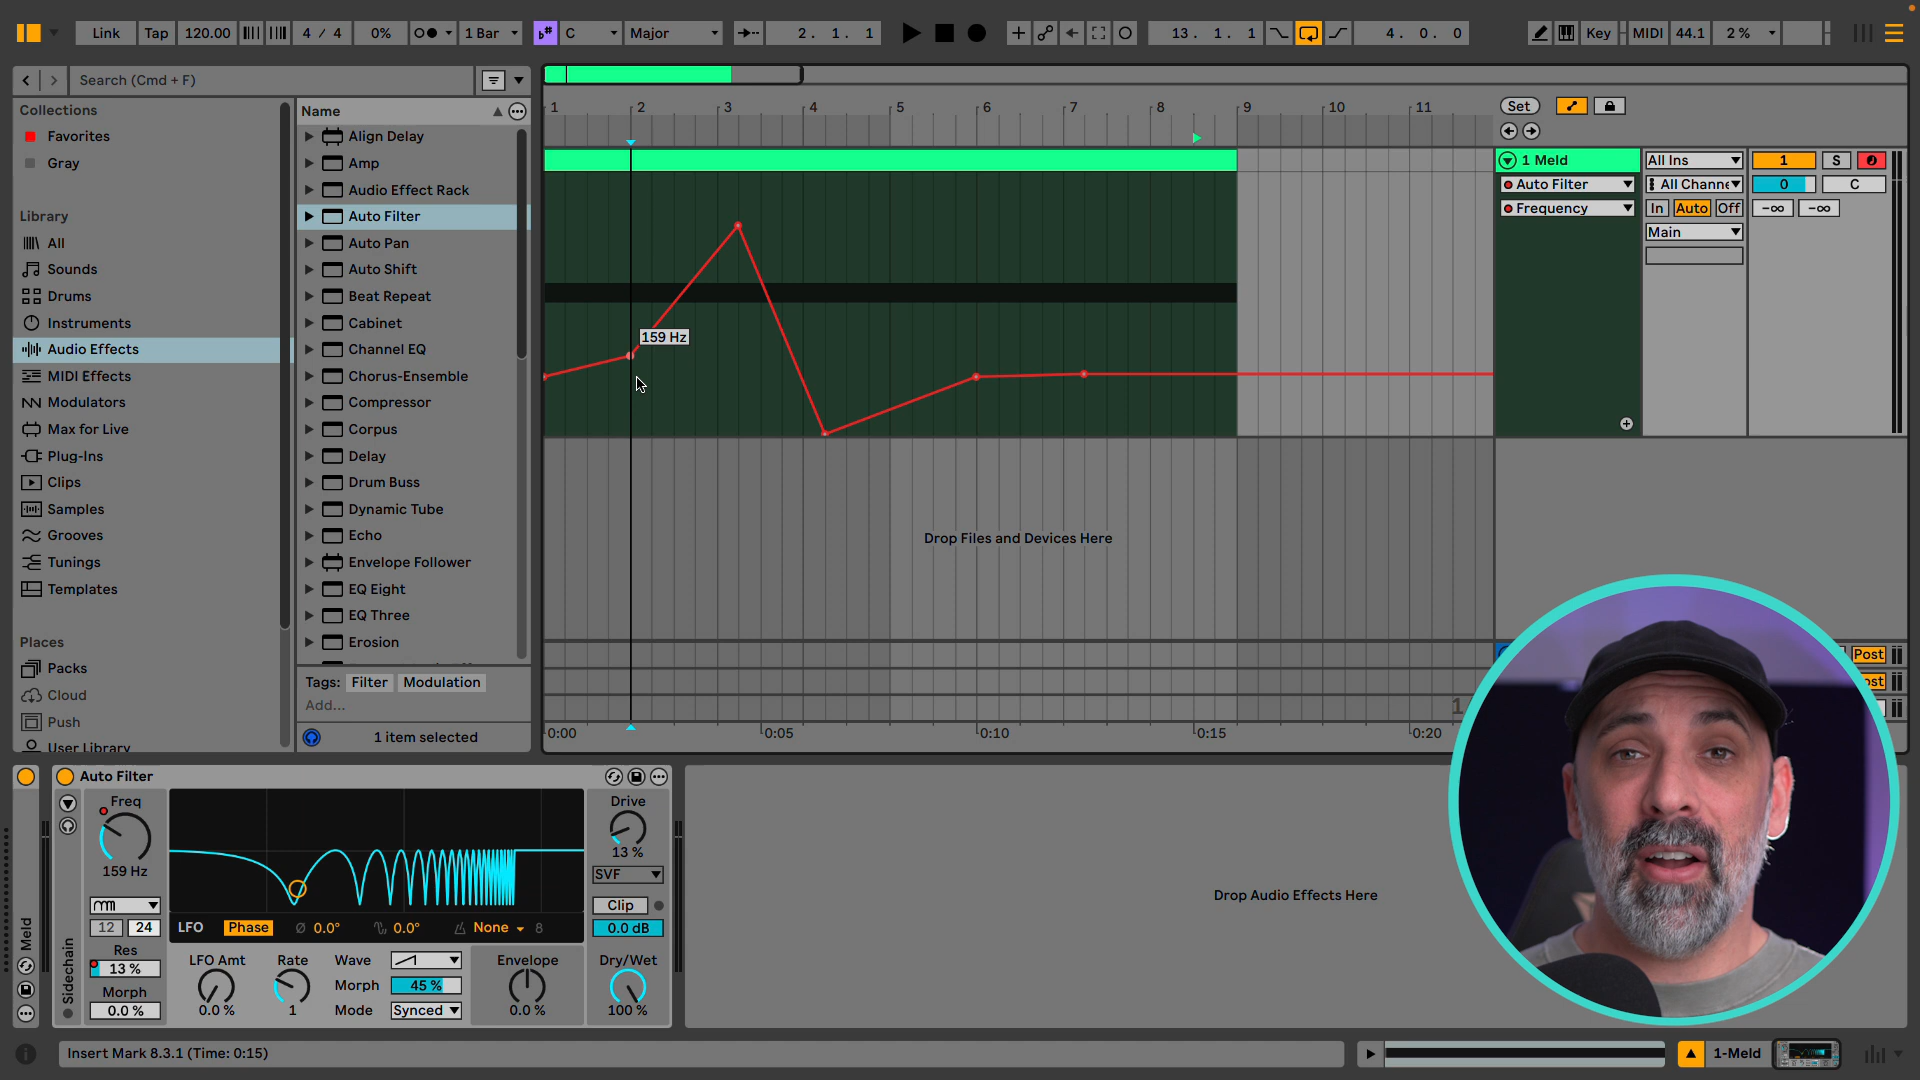 Link Tap 120.00 4 / 4 0% 1 Bar C Major 2. 1. 1 13. 1. 1 4. 0. 0 Key MIDI 44.1 2 %
Search (Cmd + F)
Collections
Favorites
Gray
Library
All
Sounds
Drums
Instruments
Audio Effects
MIDI Effects
Modulators
Max for Live
Plug-Ins
Clips
Samples
Grooves
Tunings
Templates
Places
Packs
Cloud
Push
User Library
Name
Align Delay
Amp
Audio Effect Rack
Auto Filter
Auto Pan
Auto Shift
Beat Repeat
Cabinet
Channel EQ
Chorus-Ensemble
Compressor
Corpus
Delay
Drum Buss
Dynamic Tube
Echo
Envelope Follower
EQ Eight
EQ Three
Erosion
Tags: Filter Modulation
Add...
1 item selected
1 2 3 4 5 6 7 8 9 10 11
Set
159 Hz
Drop Files and Devices Here
0:00 0:05 0:10 0:15 0:20
1 Meld All Ins 1 S
Auto Filter All Channe 0 C
Frequency In Auto Off -∞ -∞
Main
Post
ost
1
Meld
Auto Filter
Sidechain
Freq
159 Hz
12 24
Res
13 %
Morph
0.0 %
LFO Phase Ø 0.0° 0.0° None 8
LFO Amt
0.0 %
Rate
1
Wave
Morph 45 %
Mode Synced
Envelope
0.0 %
Drive
13 %
SVF
Clip
0.0 dB
Dry/Wet
100 %
Drop Audio Effects Here
Insert Mark 8.3.1 (Time: 0:15)
1-Meld